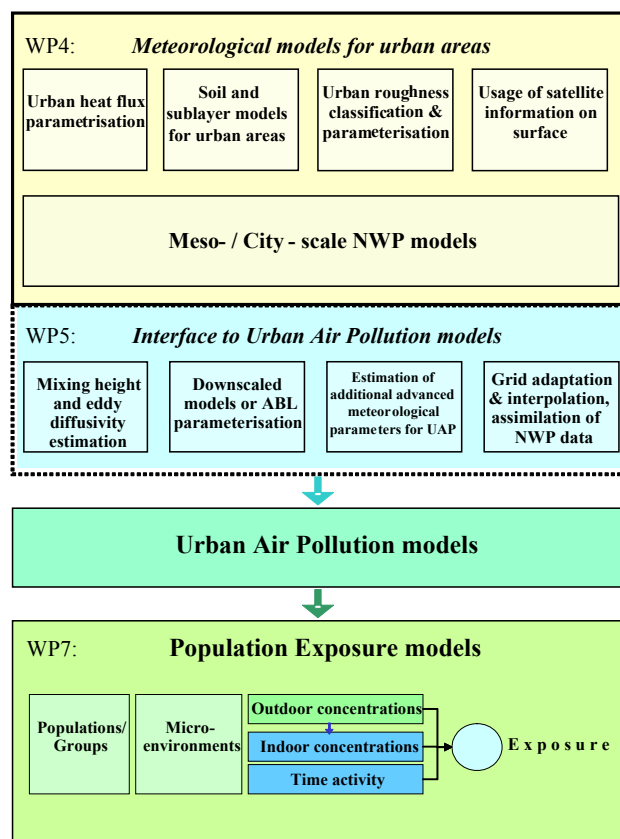 WP4: Meteorological models for urban areas
Urban heat flux
parametrisation
Soil and
sublayer models
for urban areas
Urban roughness
classification &
parameterisation
Usage of satellite
information on
surface
Meso- / City - scale NWP models
WP5: Interface to Urban Air Pollution models
Mixing height
and eddy
diffusivity
estimation
Downscaled
models or ABL
parameterisation
Estimation of
additional advanced
meteorological
parameters for UAP
Grid adaptation
& interpolation,
assimilation of
NWP data
Urban Air Pollution models
WP7: Population Exposure models
Populations/
Groups
Micro-
environments
Outdoor concentrations
Indoor concentrations
Time activity
Exposure